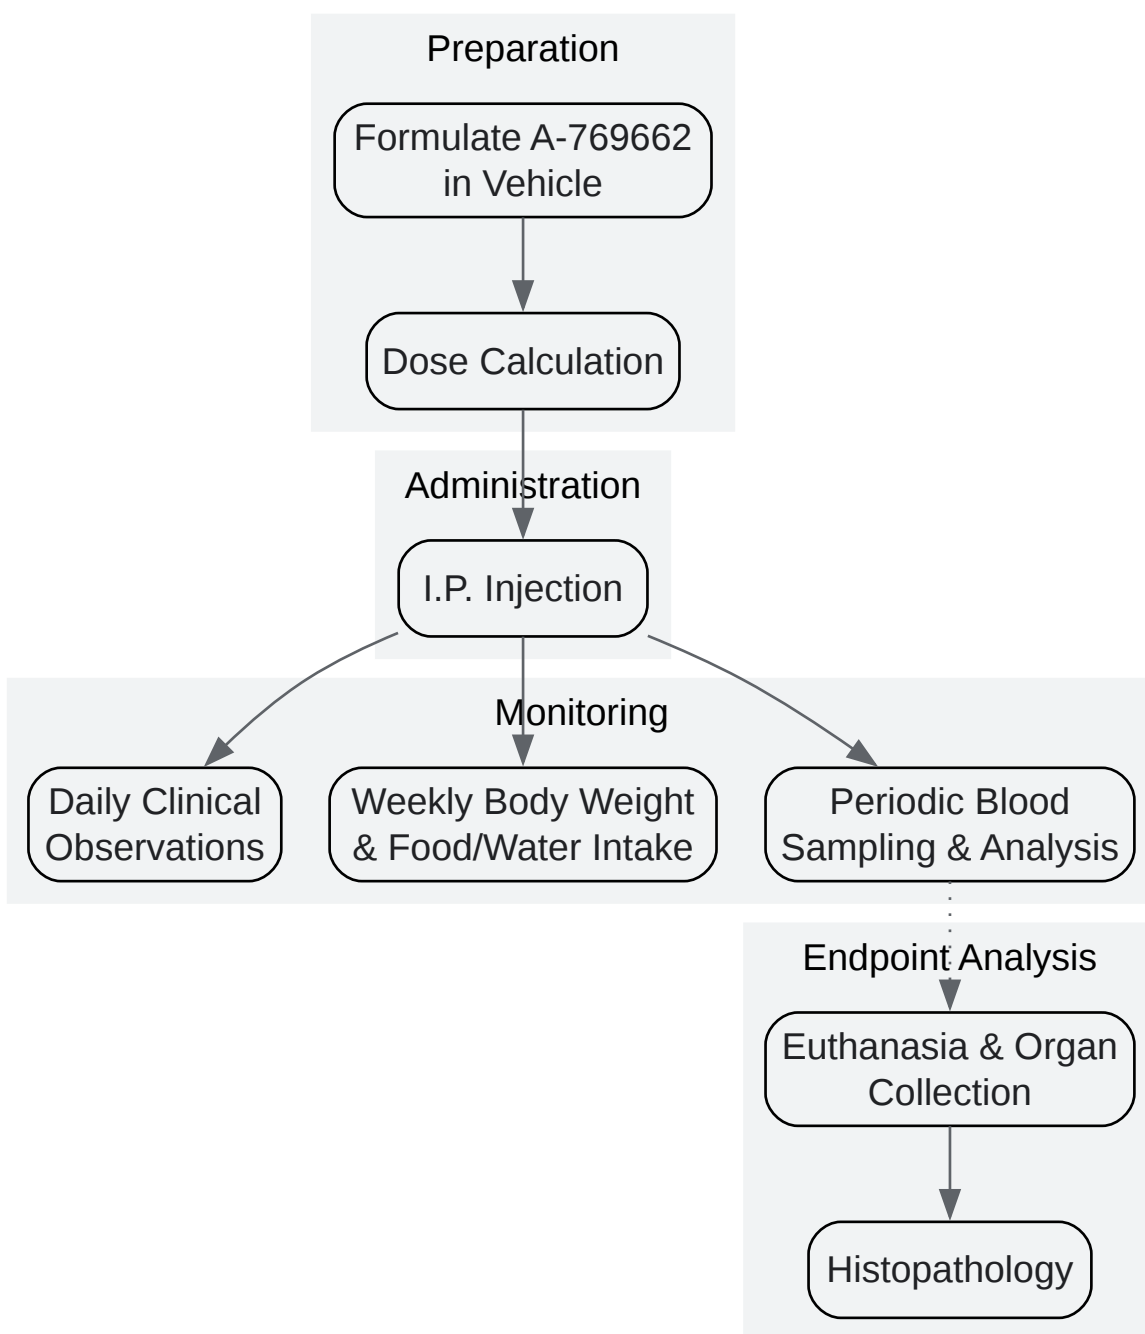 Preparation
Formulate A-769662
in Vehicle
Dose Calculation
Administration
I.P. Injection
Monitoring
Daily Clinical
Observations
Weekly Body Weight
& Food/Water Intake
Periodic Blood
Sampling & Analysis
Endpoint Analysis
Euthanasia & Organ
Collection
Histopathology